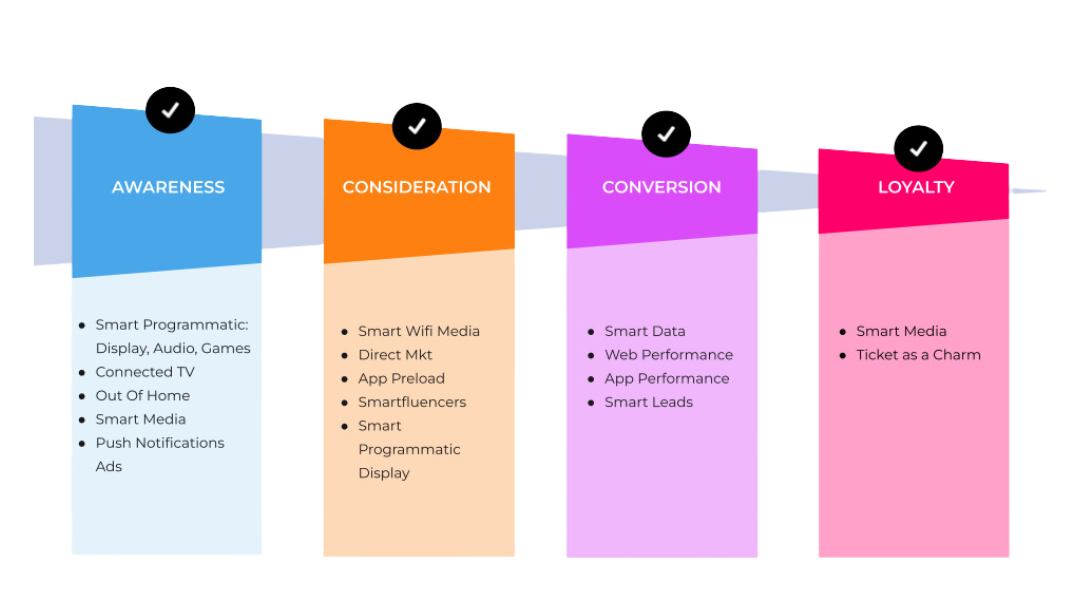 AWARENESS
CONSIDERATION
CONVERSION
LOYALTY
● Smart Programmatic:
Display, Audio, Games
● Connected TV
● Out Of Home
● Smart Media
● Push Notifications
Ads
● Smart Wifi Media
● Direct Mkt
● App Preload
● Smartfluencers
● Smart
Programmatic
Display
● Smart Data
● Web Performance
● App Performance
● Smart Leads
● Smart Media
● Ticket as a Charm